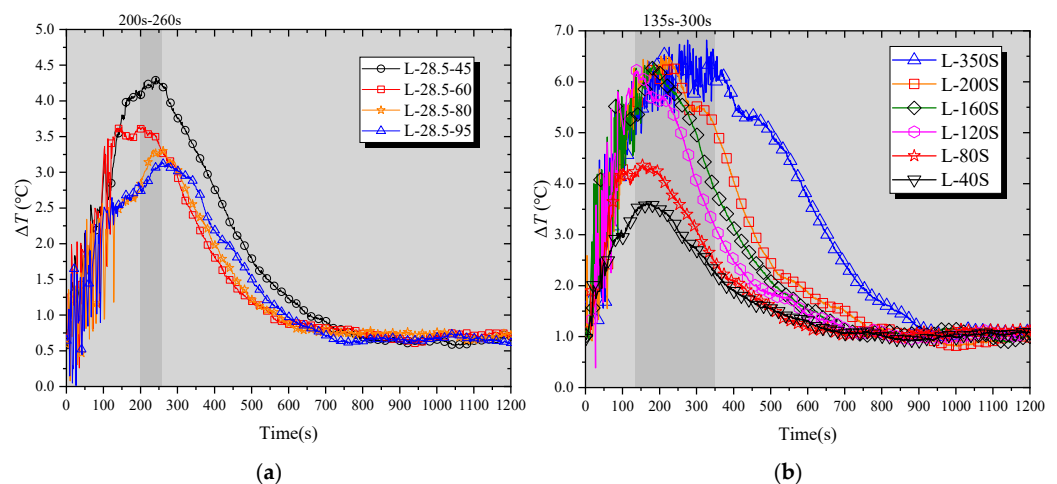 200s-260s
5.0
4.5
4.0
3.5
3.0
2.5
2.0
1.5
1.0
0.5
0.0
ΔT (°C)
L-28.5-45
L-28.5-60
L-28.5-80
L-28.5-95
0 100 200 300 400 500 600 700 800 900 1000 1100 1200
Time(s)
(a)
135s-300s
7.0
6.0
5.0
4.0
3.0
2.0
1.0
0.0
ΔT (°C)
L-350S
L-200S
L-160S
L-120S
L-80S
L-40S
0 100 200 300 400 500 600 700 800 900 1000 1100 1200
Time(s)
(b)